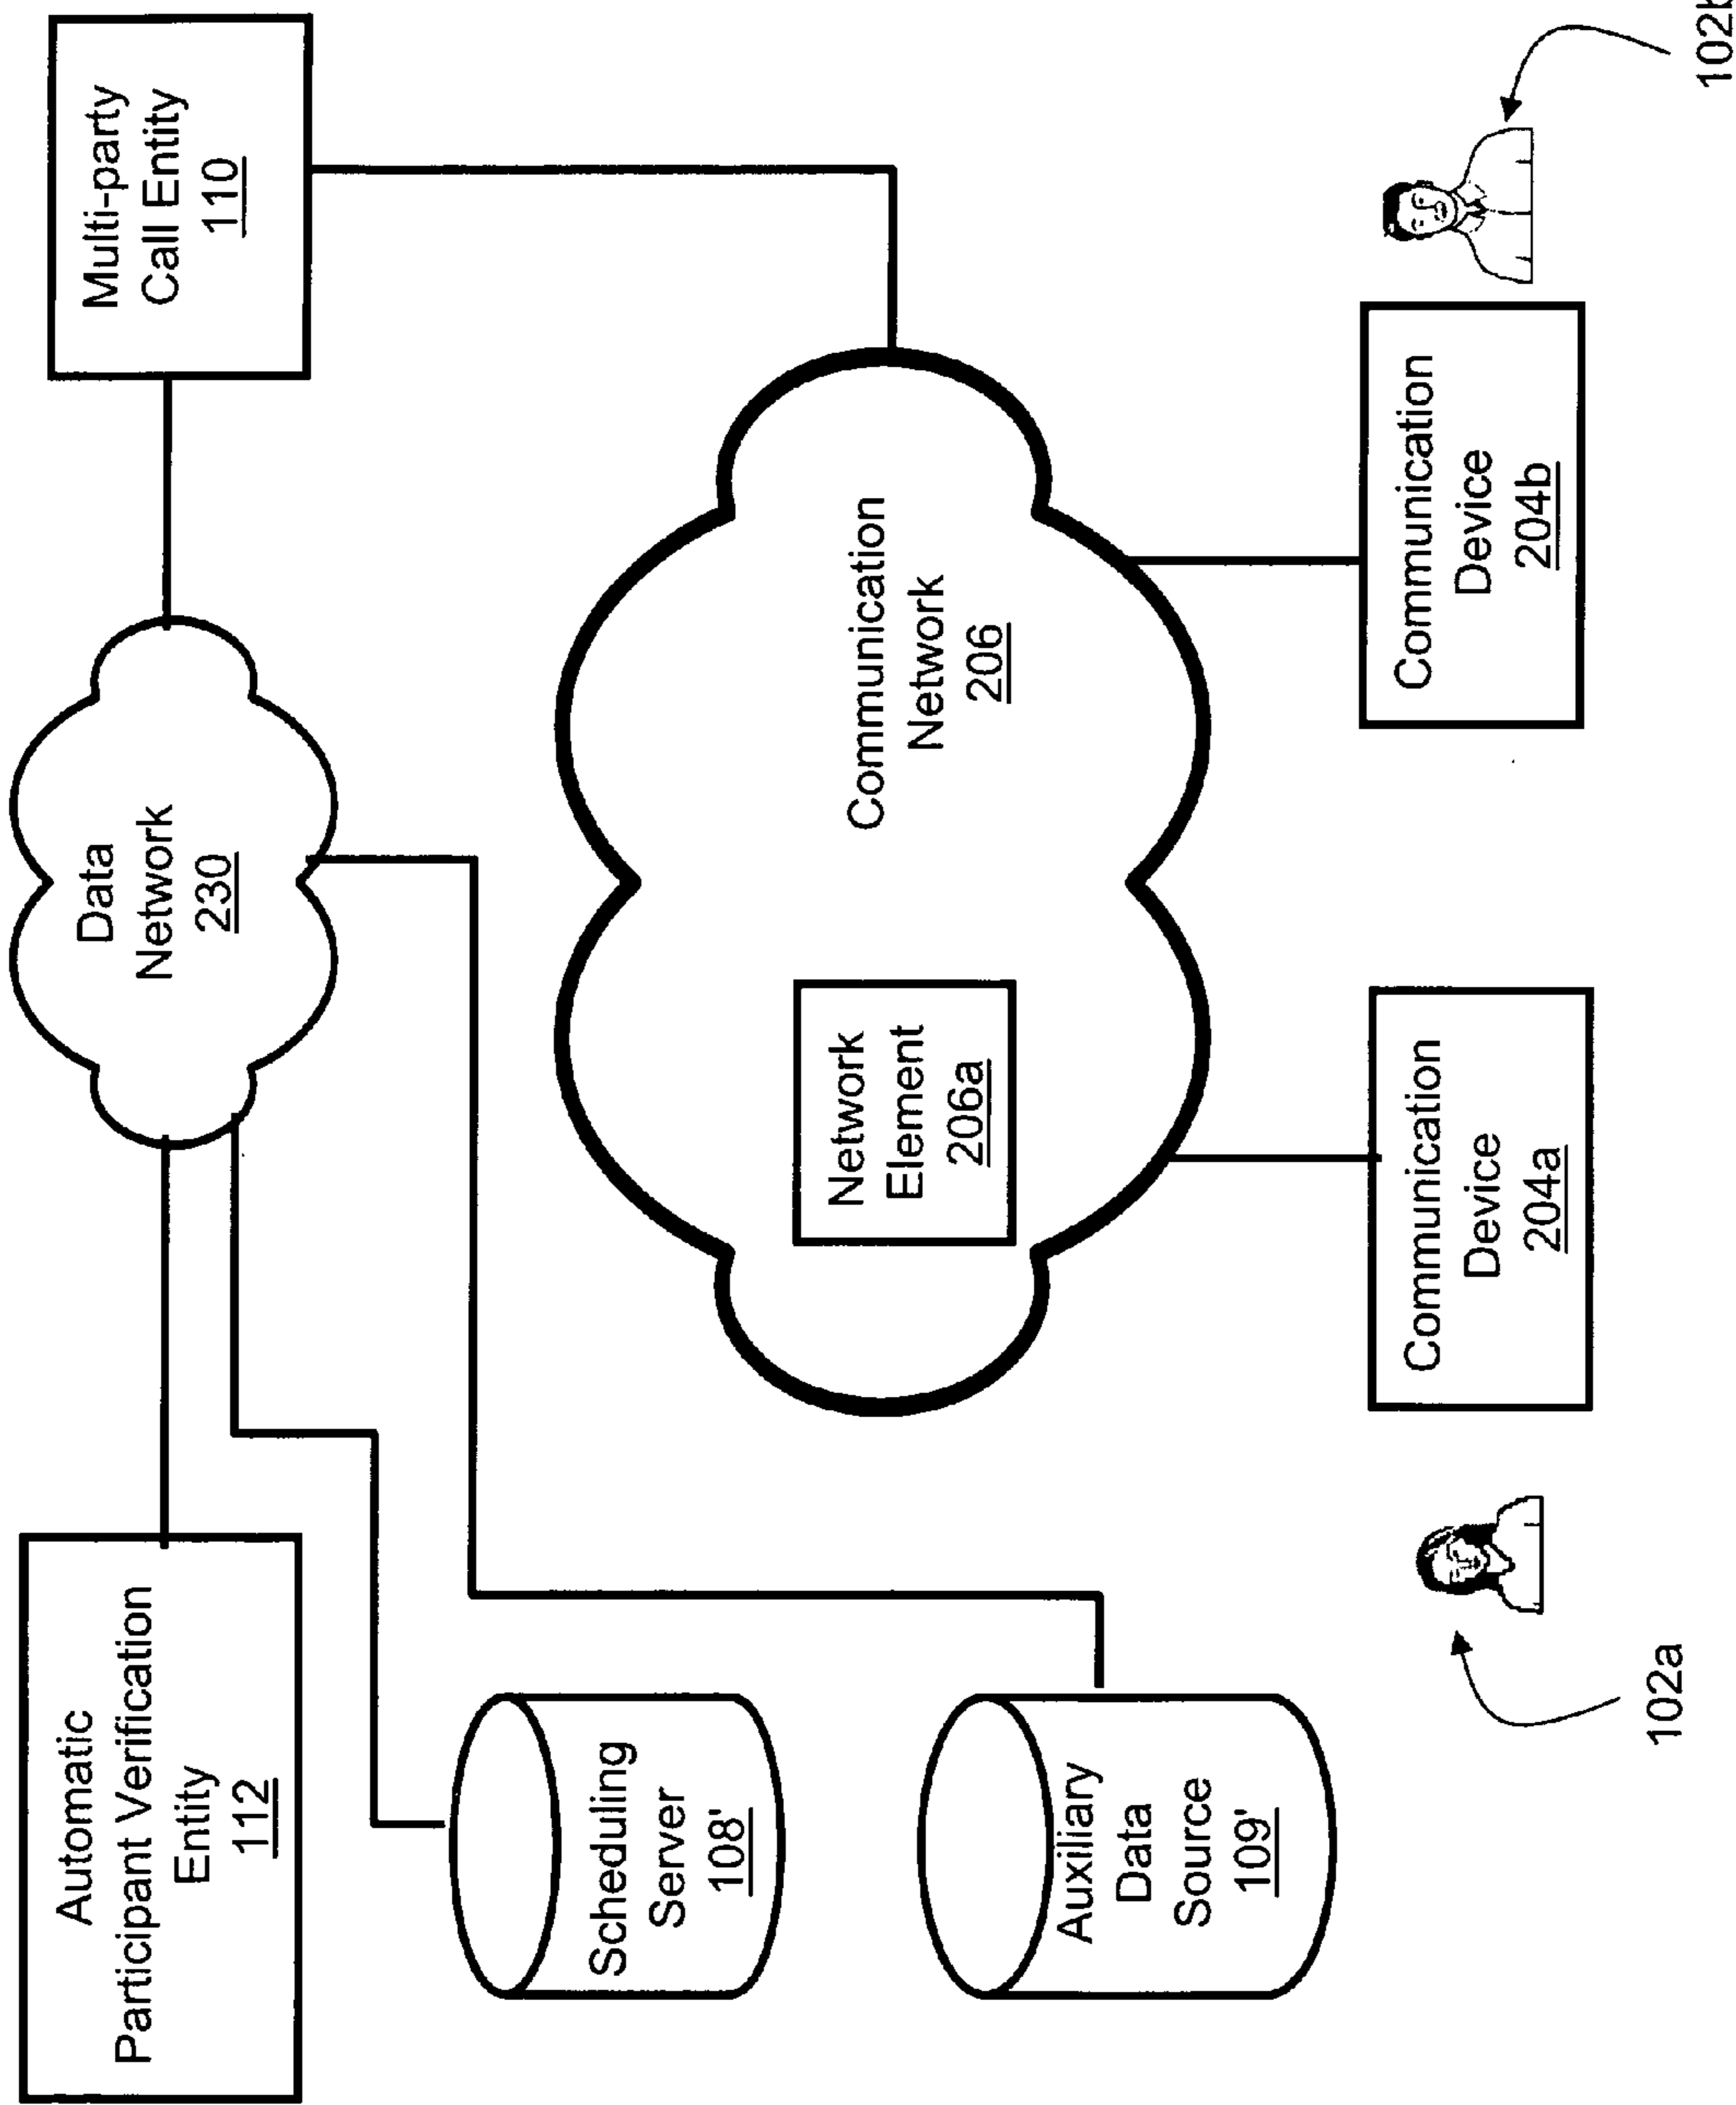 Automatic
Participant Verification
Entity
112
Data
Network
230
Multi-party
Call Entity
110
Scheduling
Server
108'
Auxiliary
Data
Source
109'
Network
Element
206a
Communication
Network
206
Communication
Device
204a
Communication
Device
204b
102a
102b